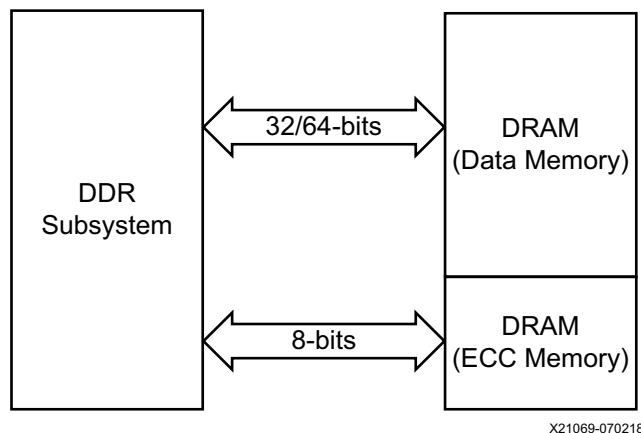 DDR
Subsystem
32/64-bits
DRAM
(Data Memory)
8-bits
DRAM
(ECC Memory)
X21069-070218